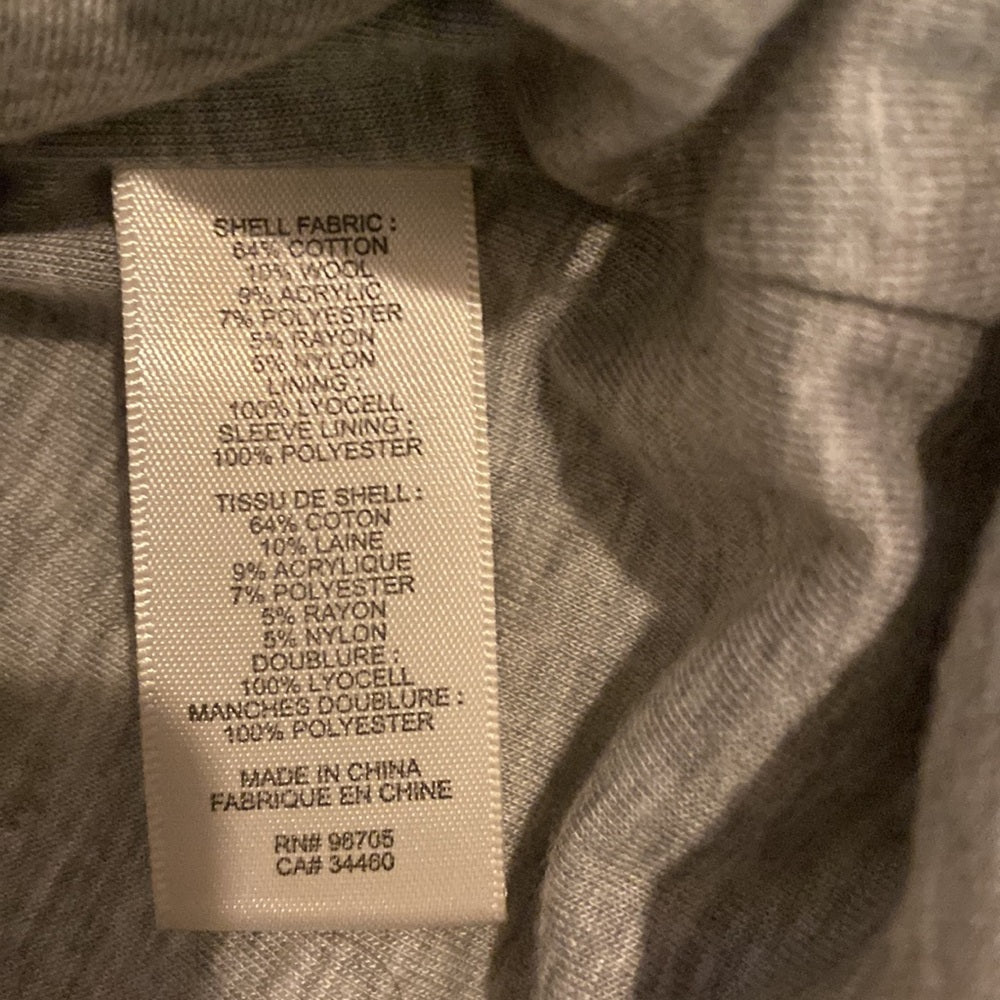 SHELL FABRIC :
64% COTTON
10% WOOL
9% ACRYLIC
7% POLYESTER
5% RAYON
5% NYLON
LINING :
100% LYOCELL
SLEEVE LINING :
100% POLYESTER
TISSU DE SHELL :
64% COTON
10% LAINE
9% ACRYLIQUE
7% POLYESTER
5% RAYON
5% NYLON
DOUBLURE :
100% LYOCELL
MANCHES DOUBLURE :
100% POLYESTER
MADE IN CHINA
FABRIQUE EN CHINE
RN# 96705
CA# 34460